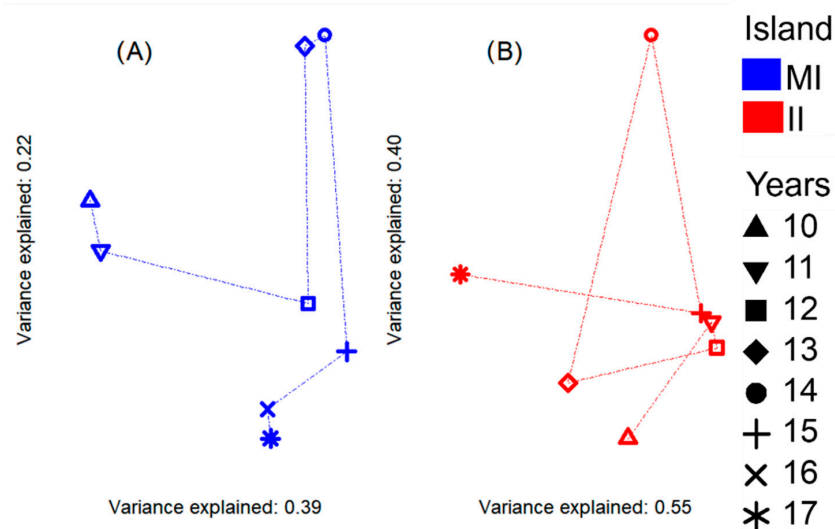 (A)
Variance explained: 0.22
Variance explained: 0.39
(B)
Variance explained: 0.40
Variance explained: 0.55
Island
MI
II
Years
10
11
12
13
14
15
16
17